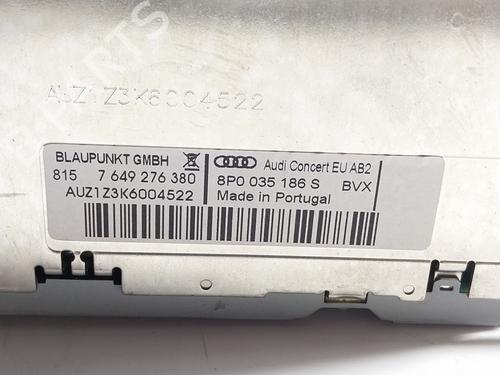 AUZ1Z3K6004522
BLAUPUNKT GMBH
815 7 649 276 380
AUZ1Z3K6004522
Audi Concert EU AB2
8P0 035 186 S BVX
Made in Portugal